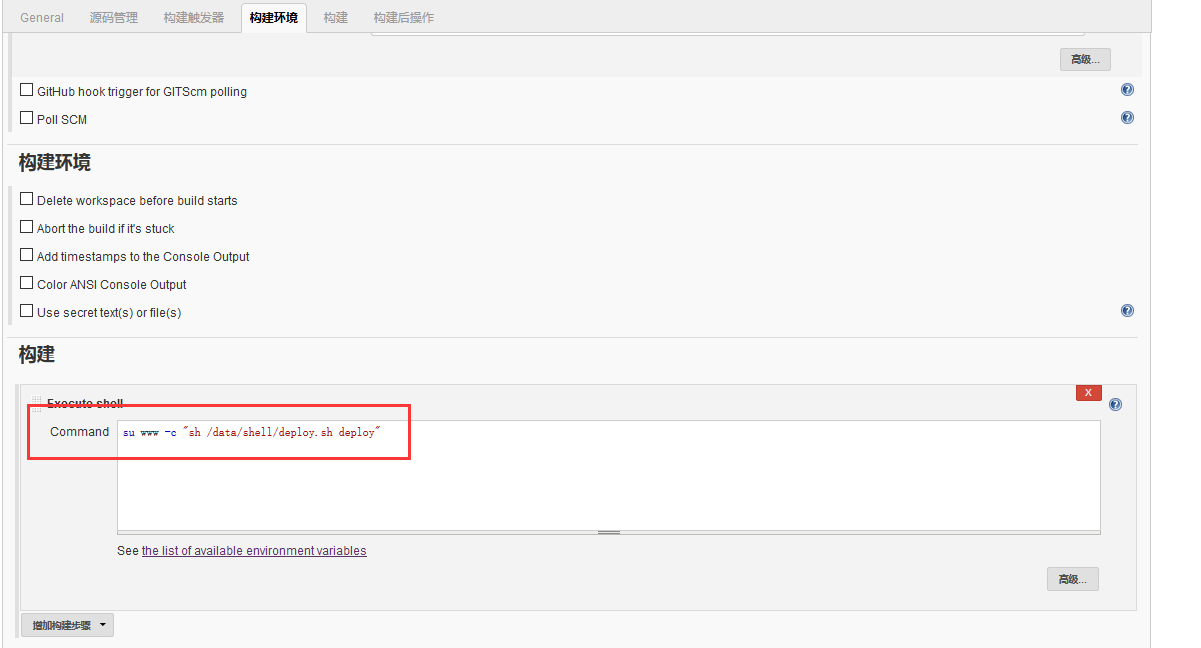 General 源码管理 构建触发器 构建环境 构建 构建后操作
高级...
GitHub hook trigger for GITScm polling
Poll SCM
构建环境
Delete workspace before build starts
Abort the build if it's stuck
Add timestamps to the Console Output
Color ANSI Console Output
Use secret text(s) or file(s)
构建
X
Execute shell
Command su www -c "sh /data/shell/deploy.sh deploy"
See the list of available environment variables
高级...
增加构建步骤